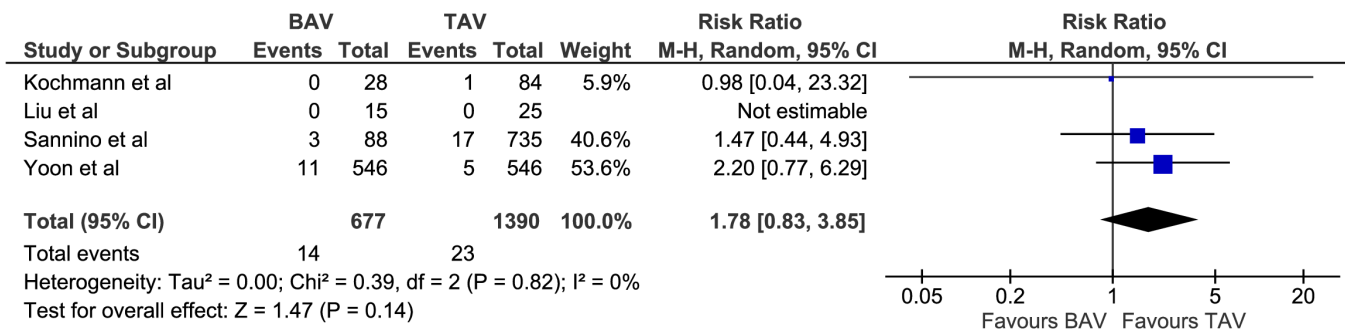 BAV TAV Risk Ratio Risk Ratio
Study or Subgroup Events Total Events Total Weight M-H, Random, 95% CI M-H, Random, 95% CI
Kochmann et al 0 28 1 84 5.9% 0.98 [0.04, 23.32]
Liu et al 0 15 0 25 Not estimable
Sannino et al 3 88 17 735 40.6% 1.47 [0.44, 4.93]
Yoon et al 11 546 5 546 53.6% 2.20 [0.77, 6.29]
Total (95% CI) 677 1390 100.0% 1.78 [0.83, 3.85]
Total events 14 23
Heterogeneity: Tau² = 0.00; Chi² = 0.39, df = 2 (P = 0.82); I² = 0%
Test for overall effect: Z = 1.47 (P = 0.14)
0.05 0.2 1 5 20
Favours BAV Favours TAV